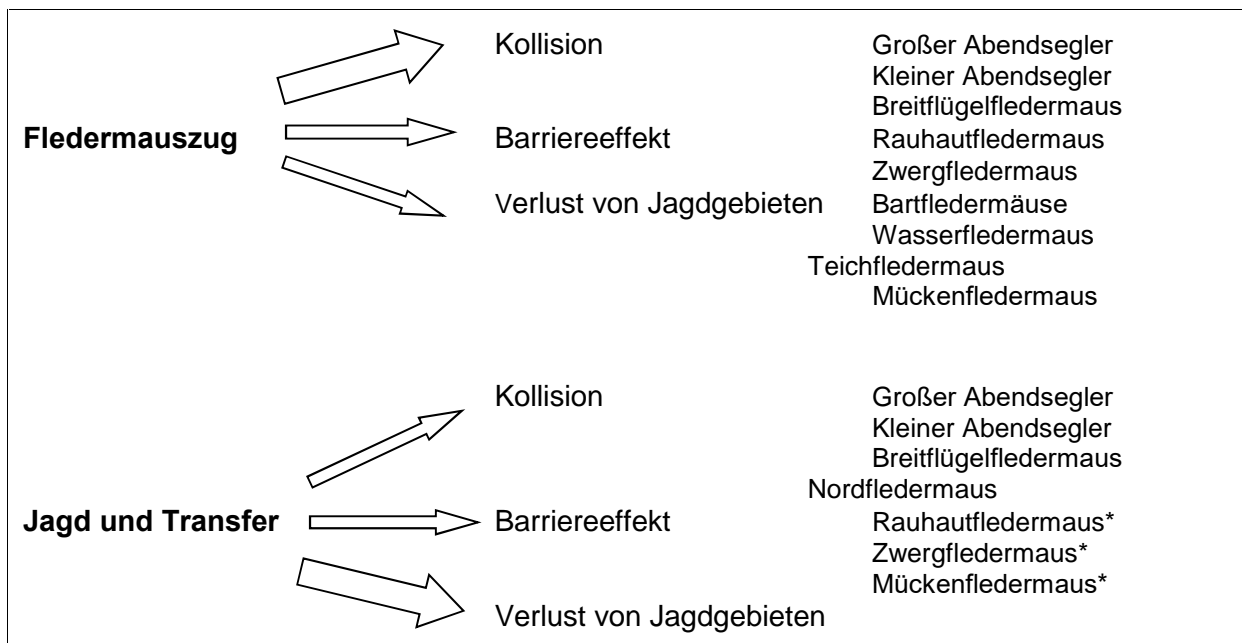 Kollision Großer Abendsegler
Kleiner Abendsegler
Breitflügelfledermaus
Fledermauszug Barriereeffekt Rauhautfledermaus
Zwergfledermaus
Verlust von Jagdgebieten Bartfledermäuse
Wasserfledermaus
Teichfledermaus
Mückenfledermaus
Kollision Großer Abendsegler
Kleiner Abendsegler
Breitflügelfledermaus
Nordfledermaus
Jagd und Transfer Barriereeffekt Rauhautfledermaus*
Zwergfledermaus*
Mückenfledermaus*
Verlust von Jagdgebieten